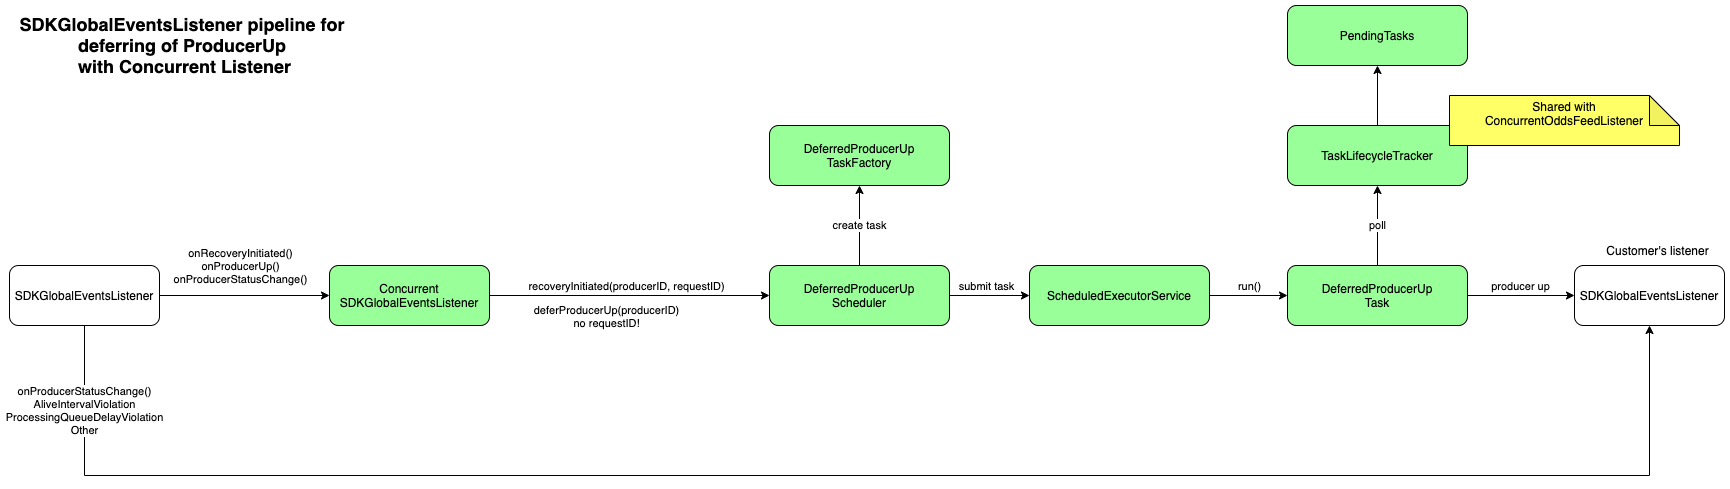 SDKGlobalEventsListener pipeline for
deferring of ProducerUp
with Concurrent Listener
PendingTasks
Shared with
ConcurrentOddsFeedListener
DeferredProducerUp
TaskFactory
TaskLifecycleTracker
create task
poll
onRecoveryInitiated()
onProducerUp()
onProducerStatusChange()
Customer's listener
SDKGlobalEventsListener
Concurrent
SDKGlobalEventsListener
recoveryInitiated(producerID, requestID)
deferProducerUp(producerID)
no requestID!
DeferredProducerUp
Scheduler
submit task
ScheduledExecutorService
run()
DeferredProducerUp
Task
producer up
SDKGlobalEventsListener
onProducerStatusChange()
AliveIntervalViolation
ProcessingQueueDelayViolation
Other